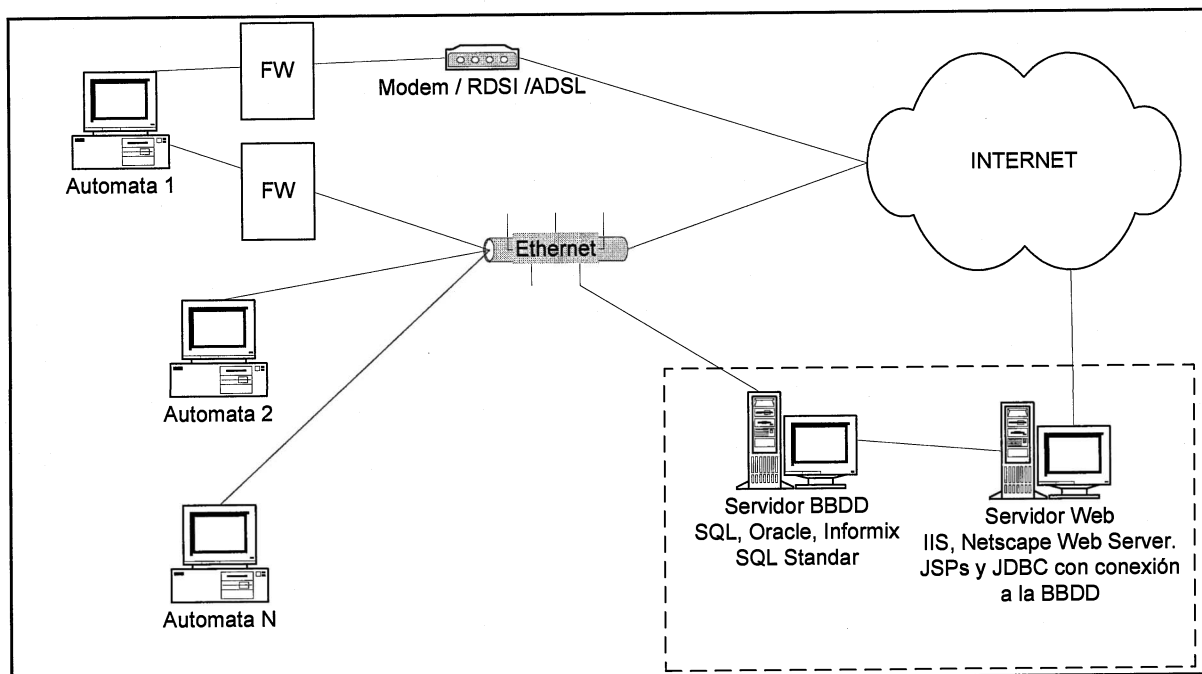 FW
Modem / RDSI /ADSL
Automata 1
FW
INTERNET
Ethernet
Automata 2
Automata N
Servidor BBDD
SQL, Oracle, Informix
SQL Standar
Servidor Web
IIS, Netscape Web Server.
JSPs y JDBC con conexión
a la BBDD